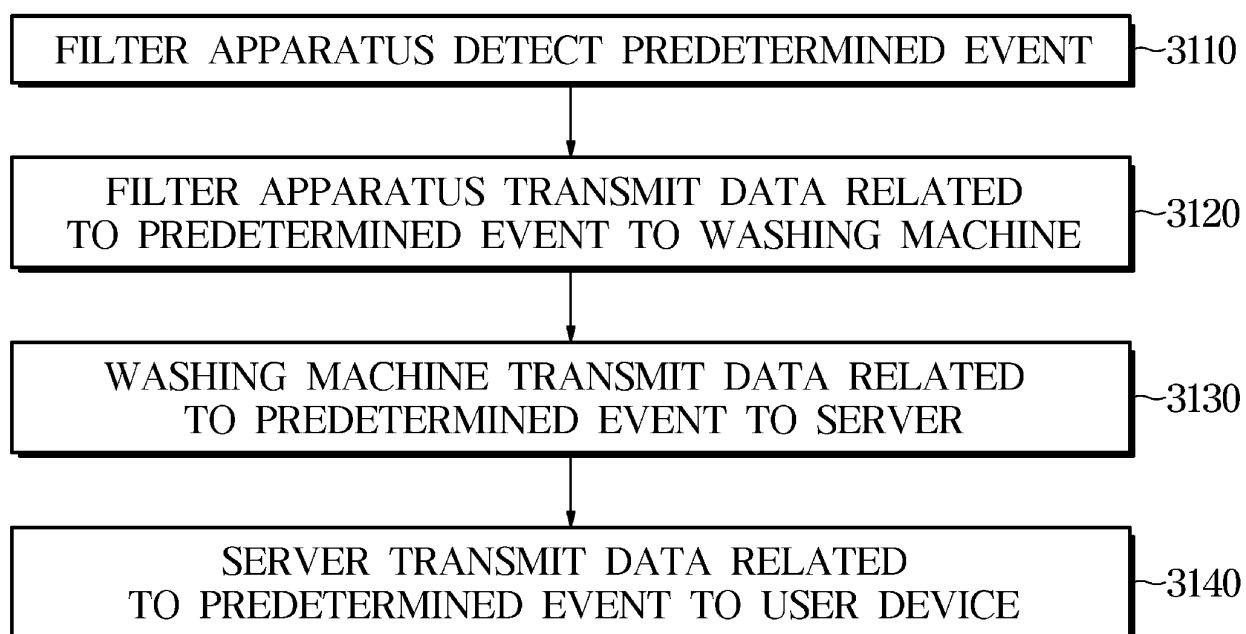 FILTER APPARATUS DETECT PREDETERMINED EVENT
3110
FILTER APPARATUS TRANSMIT DATA RELATED
TO PREDETERMINED EVENT TO WASHING MACHINE
3120
WASHING MACHINE TRANSMIT DATA RELATED
TO PREDETERMINED EVENT TO SERVER
3130
SERVER TRANSMIT DATA RELATED
TO PREDETERMINED EVENT TO USER DEVICE
3140